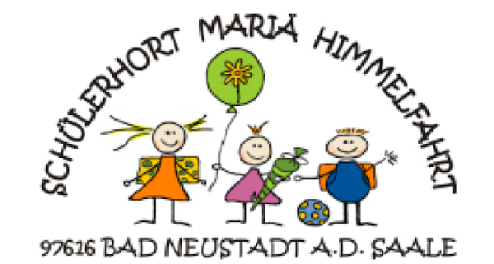 SCHÜLERHORT MARIÄ HIMMELFAHRT
97616 BAD NEUSTADT A.D. SAALE